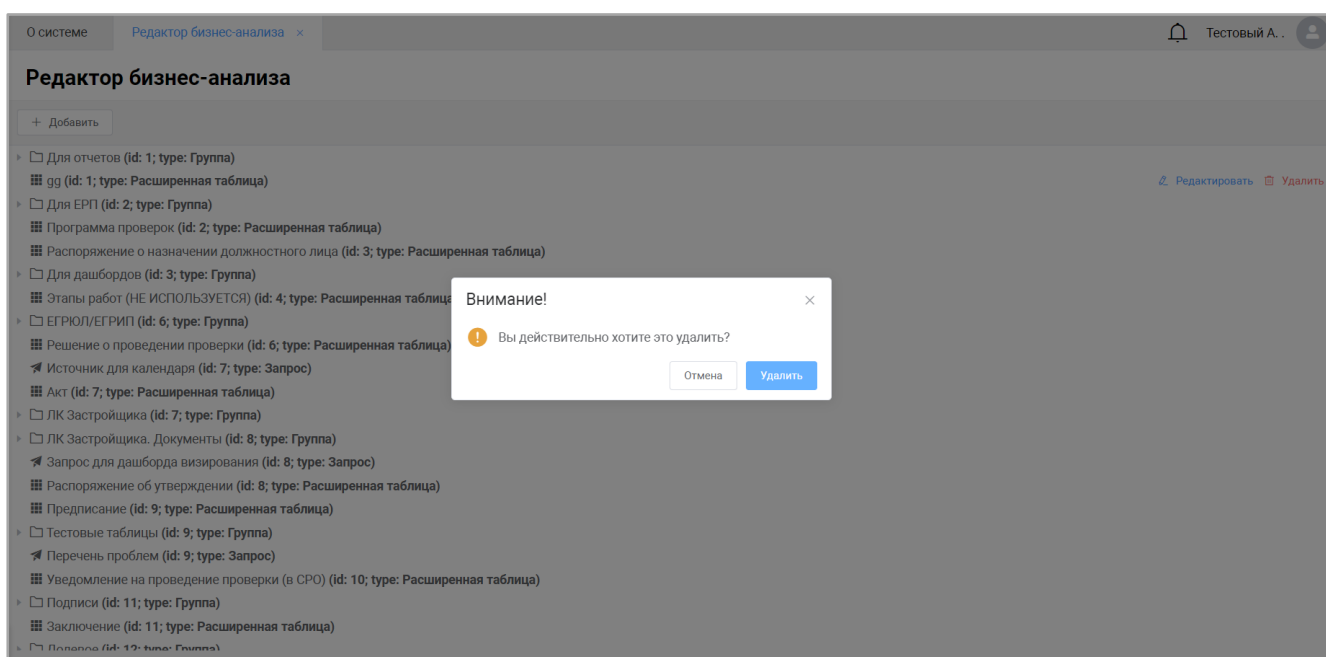 О системе Редактор бизнес-анализа × Тестовый А. .
Редактор бизнес-анализа
+ Добавить
Для отчетов (id: 1; type: Группа)
gg (id: 1; type: Расширенная таблица) Редактировать Удалить
Для ЕРП (id: 2; type: Группа)
Программа проверок (id: 2; type: Расширенная таблица)
Распоряжение о назначении должностного лица (id: 3; type: Расширенная таблица)
Для дашбордов (id: 3; type: Группа)
Этапы работ (НЕ ИСПОЛЬЗУЕТСЯ) (id: 4; type: Расширенная таблица
ЕГРЮЛ/ЕГРИП (id: 6; type: Группа)
Решение о проведении проверки (id: 6; type: Расширенная таблица)
Источник для календаря (id: 7; type: Запрос)
Акт (id: 7; type: Расширенная таблица)
ЛК Застройщика (id: 7; type: Группа)
ЛК Застройщика. Документы (id: 8; type: Группа)
Запрос для дашборда визирования (id: 8; type: Запрос)
Распоряжение об утверждении (id: 8; type: Расширенная таблица)
Предписание (id: 9; type: Расширенная таблица)
Тестовые таблицы (id: 9; type: Группа)
Перечень проблем (id: 9; type: Запрос)
Уведомление на проведение проверки (в СРО) (id: 10; type: Расширенная таблица)
Подписи (id: 11; type: Группа)
Заключение (id: 11; type: Расширенная таблица)
Долевое (id: 12; type: Группа)
Внимание! ×
Вы действительно хотите это удалить?
Отмена Удалить